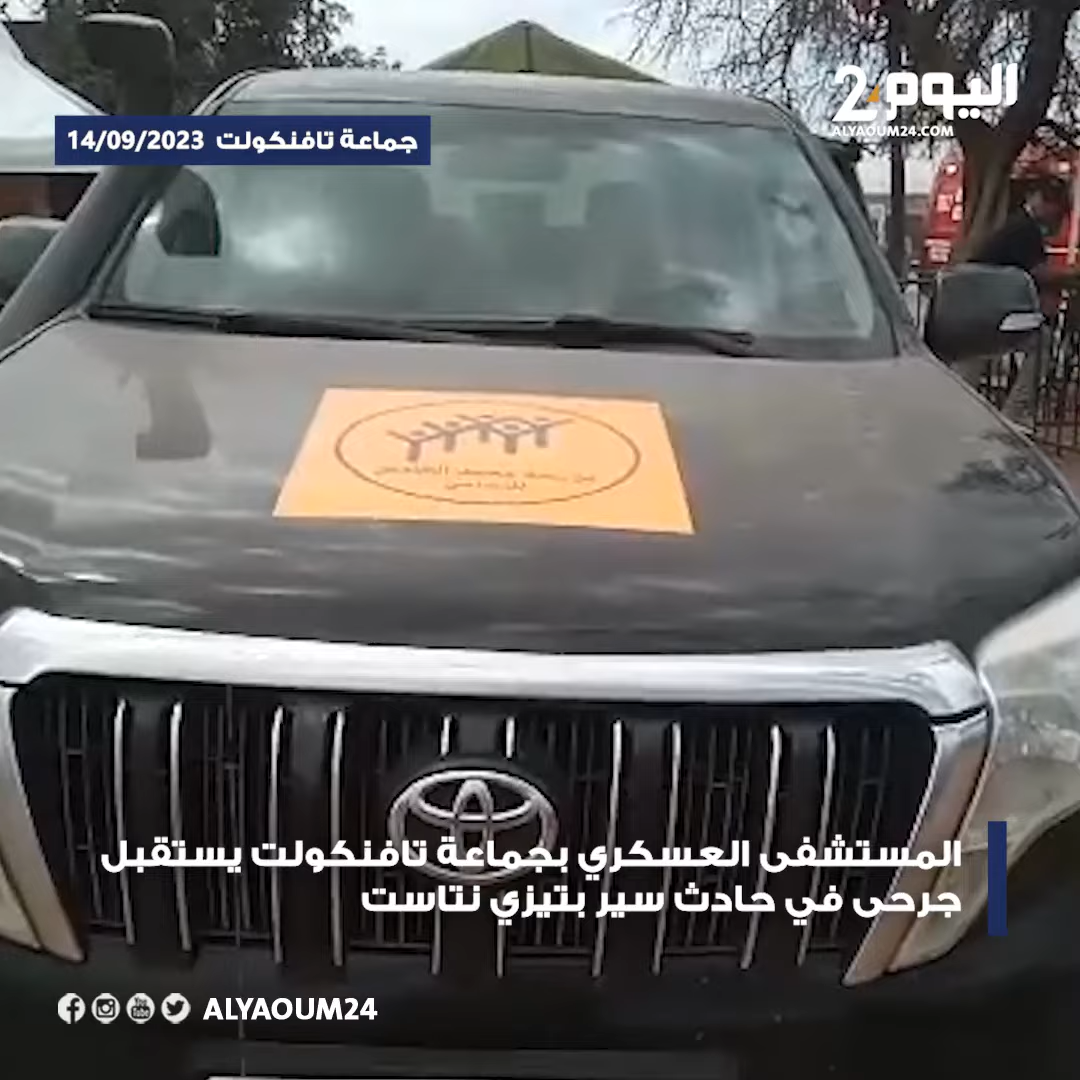 اليوم 24
ALYAOUM24.COM
جماعة تافنكولت 14/09/2023
المستشفى العسكري بجماعة تافنكولت يستقبل
جرحى في حادث سير بتيزي نتاست
ALYAOUM24